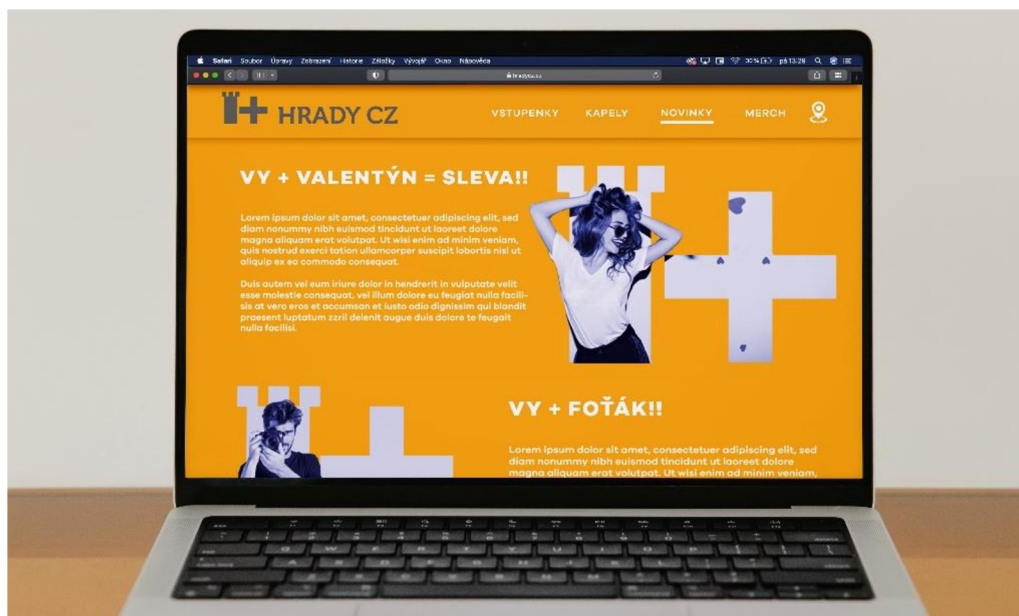 Safari Soubor Úpravy Zobrazení Historie Záložky Vývojář Okno Nápověda
30 % pá 13:28
hradycz.cz
HRADY CZ
VSTUPENKY KAPELY NOVINKY MERCH
VY + VALENTÝN = SLEVA!!
Lorem ipsum dolor sit amet, consectetuer adipiscing elit, sed
diam nonummy nibh euismod tincidunt ut laoreet dolore
magna aliquam erat volutpat. Ut wisi enim ad minim veniam,
quis nostrud exerci tation ullamcorper suscipit lobortis nisl ut
aliquip ex ea commodo consequat.
Duis autem vel eum iriure dolor in hendrerit in vulputate velit
esse molestie consequat, vel illum dolore eu feugiat nulla facili-
sis at vero eros et accumsan et iusto odio dignissim qui blandit
praesent luptatum zzril delenit augue duis dolore te feugait
nulla facilisi.
VY + FOŤÁK!!
Lorem ipsum dolor sit amet, consectetuer adipiscing elit, sed
diam nonummy nibh euismod tincidunt ut laoreet dolore
magna aliquam erat volutpat. Ut wisi enim ad minim veniam,